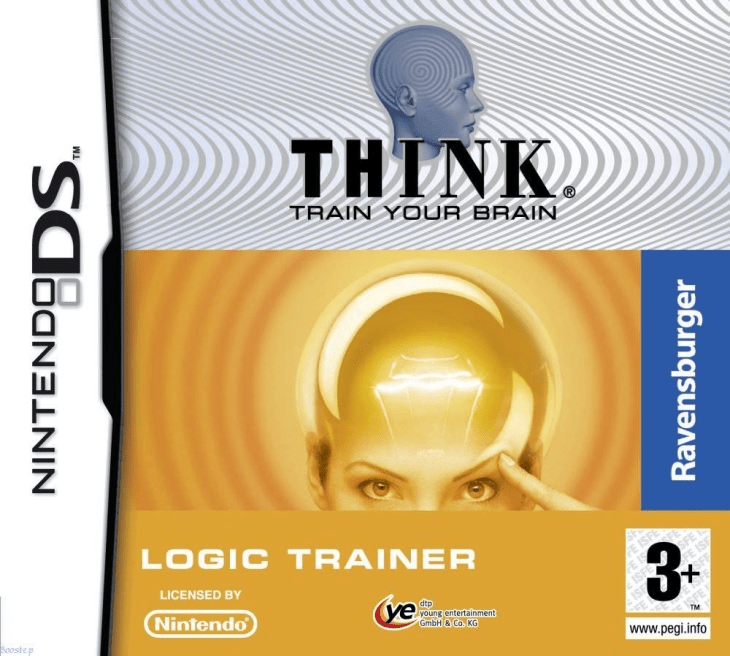 NINTENDO DS™
THINK®
TRAIN YOUR BRAIN
Ravensburger
LOGIC TRAINER
LICENSED BY
Nintendo®
ye
dtp
young entertainment
GmbH & Co. KG
3+
TM
www.pegi.info